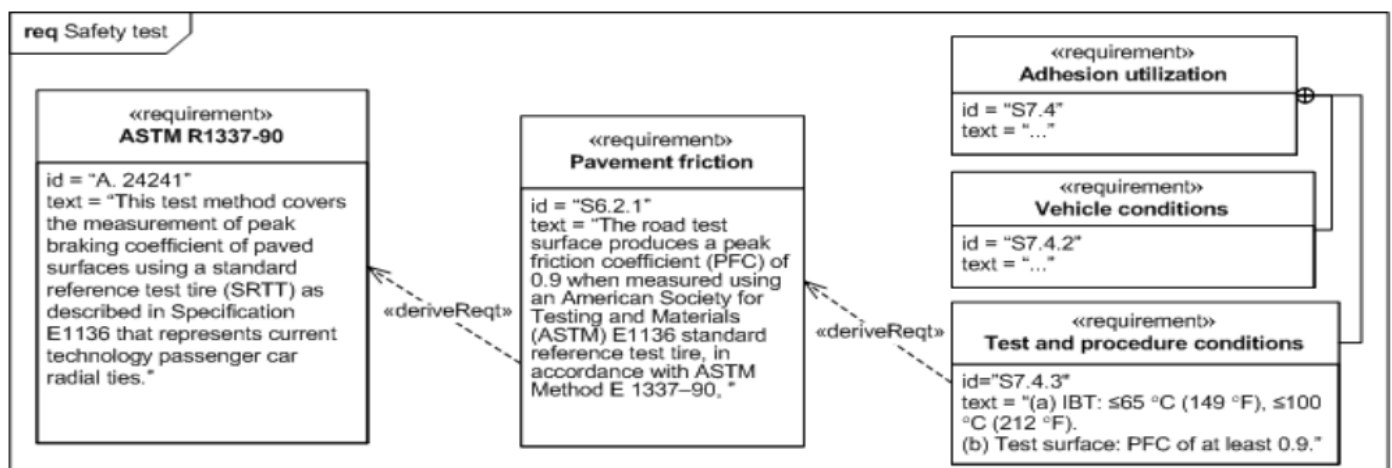 req Safety test
«requirement»
ASTM R1337-90
id = “A. 24241”
text = “This test method covers
the measurement of peak
braking coefficient of paved
surfaces using a standard
reference test tire (SRTT) as
described in Specification
E1136 that represents current
technology passenger car
radial ties.”
«deriveReqt»
«requirement»
Pavement friction
id = “S6.2.1”
text = “The road test
surface produces a peak
friction coefficient (PFC) of
0.9 when measured using
an American Society for
Testing and Materials
(ASTM) E1136 standard
reference test tire, in
accordance with ASTM
Method E 1337–90, ”
«deriveReqt»
«requirement»
Adhesion utilization
id = “S7.4”
text = “...”
«requirement»
Vehicle conditions
id = “S7.4.2”
text = “...”
«requirement»
Test and procedure conditions
id=“S7.4.3”
text = “(a) IBT: ≤65 °C (149 °F), ≤100
°C (212 °F).
(b) Test surface: PFC of at least 0.9.”